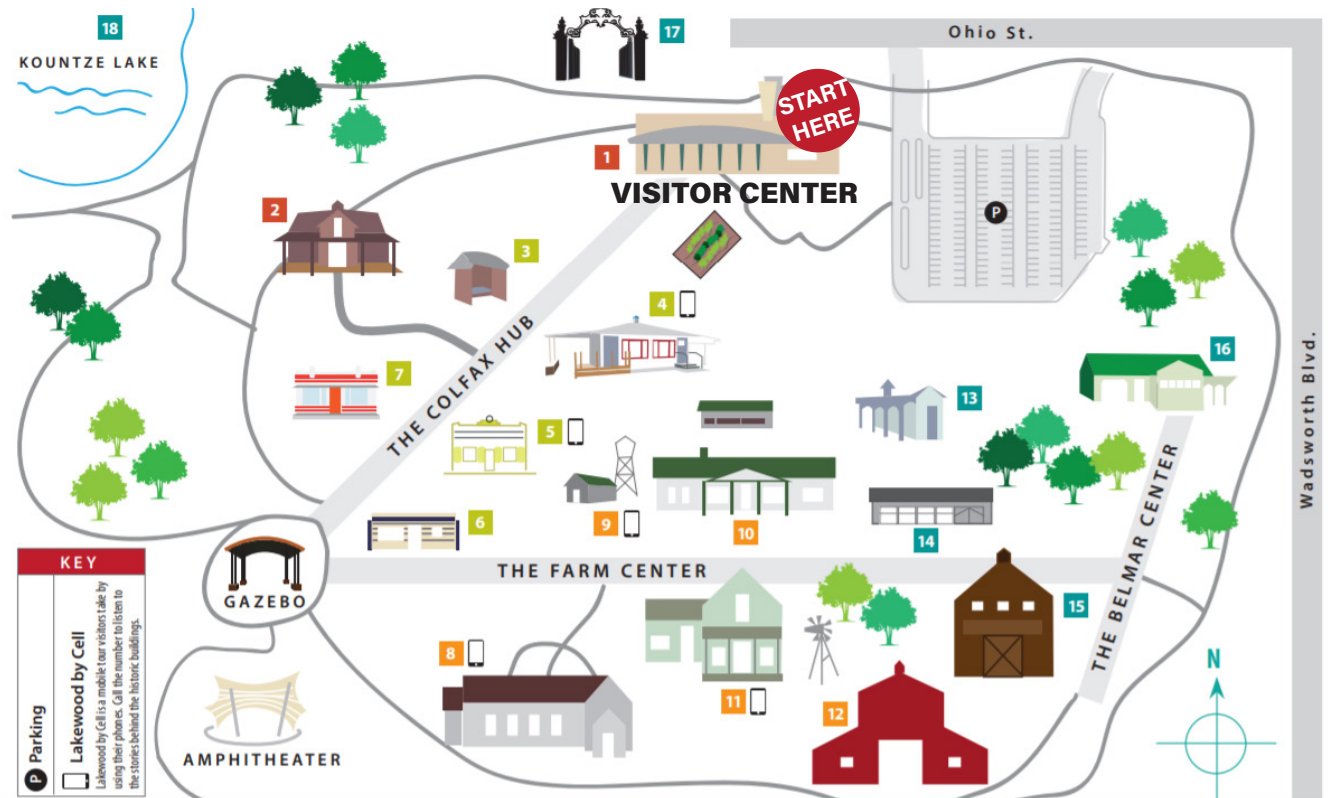 18
KOUNTZE LAKE
17
Ohio St.
START
HERE
1
VISITOR CENTER
P
2
3
4
THE COLFAX HUB
7
5
6
9
10
13
16
14
Wadsworth Blvd.
THE BELMAR CENTER
THE FARM CENTER
GAZEBO
15
8
11
12
N
AMPHITHEATER
KEY
P Parking
Lakewood by Cell
Lakewood by Cell is a mobile tour visitors take by
using their phones. Call the number to listen to
the stories behind the historic buildings.